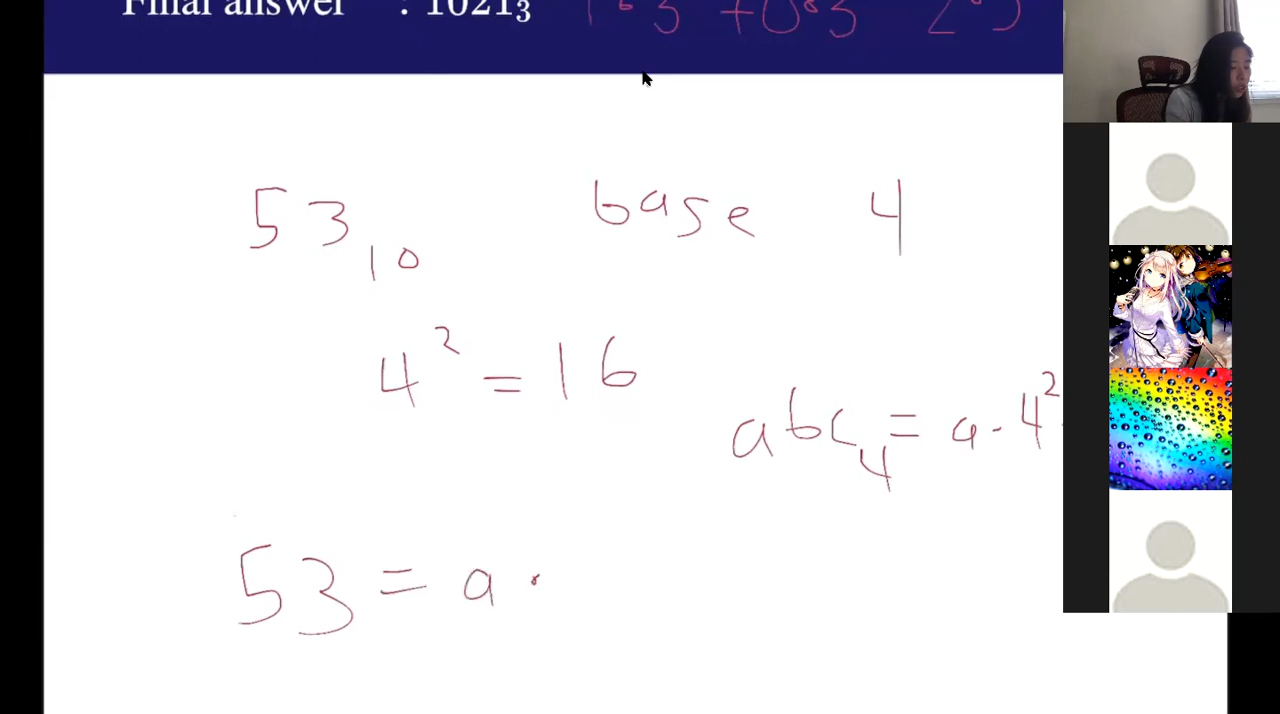 Final answer : 1021₃
53₁₀ base 4
4² = 16
abc₄ = a · 4²
53 = a ·